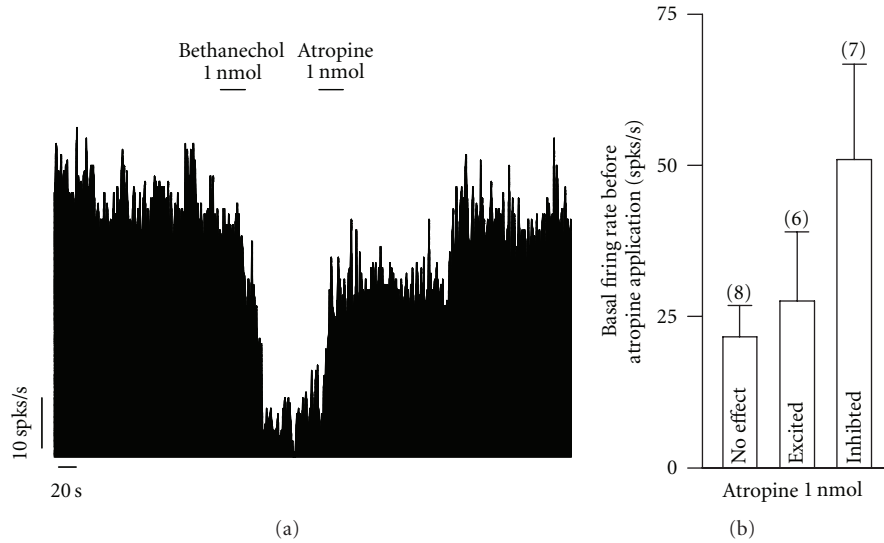 Bethanechol
1 nmol
Atropine
1 nmol
10 spks/s
20 s
(a)
Basal firing rate before
atropine application (spks/s)
75
50
25
0
(8)
(6)
(7)
No effect
Excited
Inhibted
Atropine 1 nmol
(b)